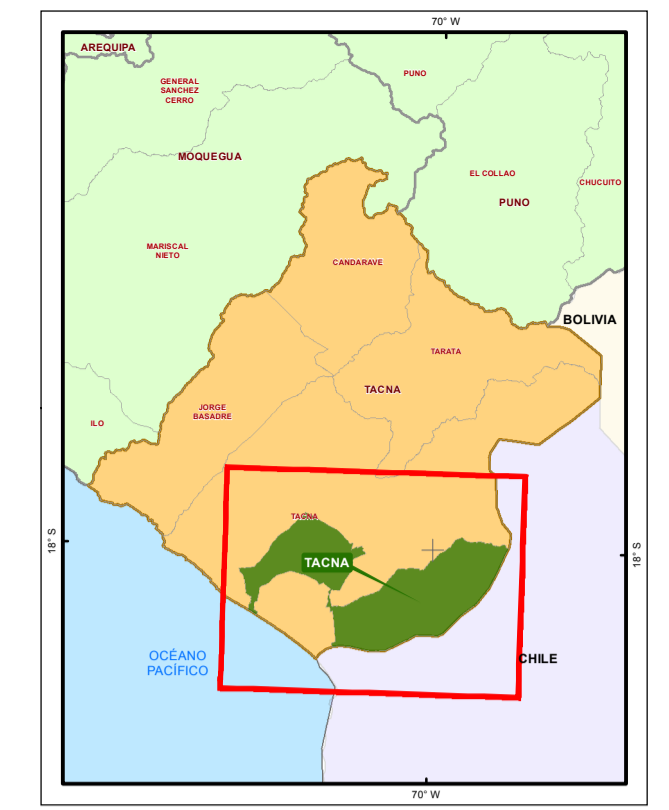 70° W
AREQUIPA
PUNO
GENERAL
SANCHEZ
CERRO
MOQUEGUA
EL COLLAO
CHUCUITO
PUNO
MARISCAL
NIETO
CANDARAVE
BOLIVIA
TARATA
TACNA
JORGE
BASADRE
ILO
TACNA
18° S
18° S
TACNA
OCÉANO
PACÍFICO
CHILE
70° W